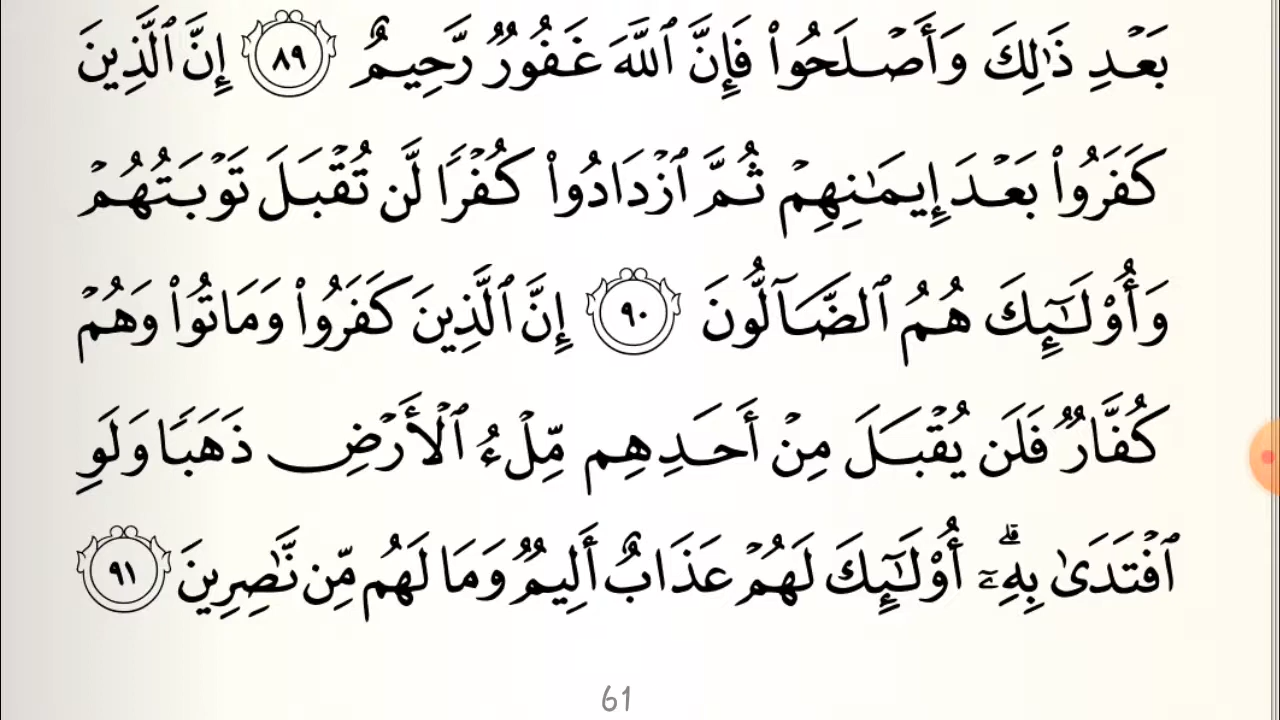 بَعْدِ ذَٰلِكَ وَأَصْلَحُوا۟ فَإِنَّ ٱللَّهَ غَفُورٌ رَّحِيمٌ ٨٩ إِنَّ ٱلَّذِينَ
كَفَرُوا۟ بَعْدَ إِيمَـٰنِهِمْ ثُمَّ ٱزْدَادُوا۟ كُفْرًا لَّن تُقْبَلَ تَوْبَتُهُمْ
وَأُو۟لَـٰٓئِكَ هُمُ ٱلضَّآلُّونَ ٩٠ إِنَّ ٱلَّذِينَ كَفَرُوا۟ وَمَاتُوا۟ وَهُمْ
كُفَّارٌ فَلَن يُقْبَلَ مِنْ أَحَدِهِم مِّلْءُ ٱلْأَرْضِ ذَهَبًا وَلَوِ
ٱفْتَدَىٰ بِهِۦٓ ۗ أُو۟لَـٰٓئِكَ لَهُمْ عَذَابٌ أَلِيمٌ وَمَا لَهُم مِّن نَّـٰصِرِينَ ٩١
61